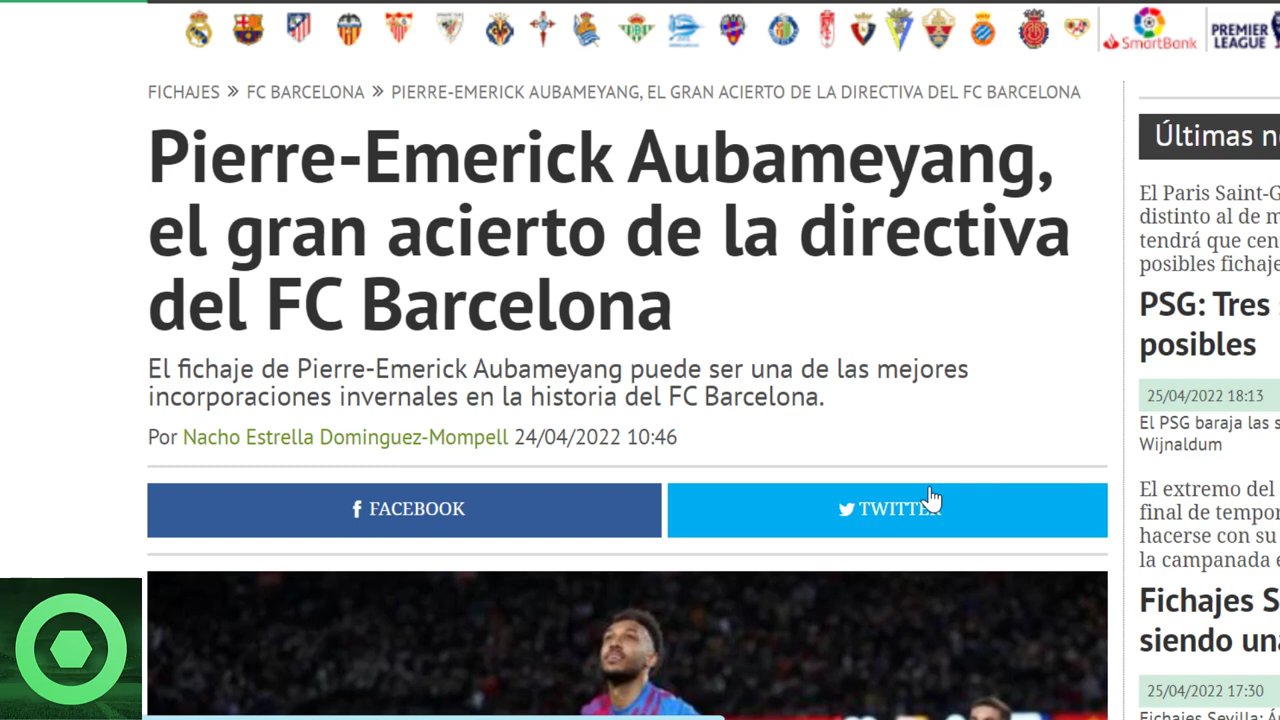 SmartBank
PREMIER
LEAGUE
FICHAJES » FC BARCELONA » PIERRE-EMERICK AUBAMEYANG, EL GRAN ACIERTO DE LA DIRECTIVA DEL FC BARCELONA
Pierre-Emerick Aubameyang,
el gran acierto de la directiva
del FC Barcelona
El fichaje de Pierre-Emerick Aubameyang puede ser una de las mejores
incorporaciones invernales en la historia del FC Barcelona.
Por Nacho Estrella Dominguez-Mompell 24/04/2022 10:46
FACEBOOK
TWITTER
Últimas n
El Paris Saint-G
distinto al de m
tendrá que cen
posibles fichaje
PSG: Tres
posibles
25/04/2022 18:13
El PSG baraja las s
Wijnaldum
El extremo del
final de tempor
hacerse con su
la campanada e
Fichajes S
siendo una
25/04/2022 17:30
Fichajes Sevilla: